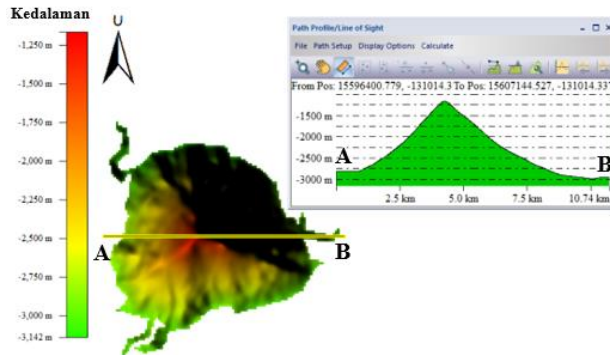 Kedalaman
U
-1,250 m
-1,500 m
-1,750 m
-2,000 m
-2,250 m
-2,500 m
-2,750 m
-3,000 m
-3,142 m
A
B
Path Profile/Line of Sight
File Path Setup Display Options Calculate
From Pos: 15596400.779, -131014.3 To Pos: 15607144.527, -131014.337
-1500 m
-2000 m
-2500 m
-3000 m
A
B
2.5 km 5.0 km 7.5 km 10.74 km